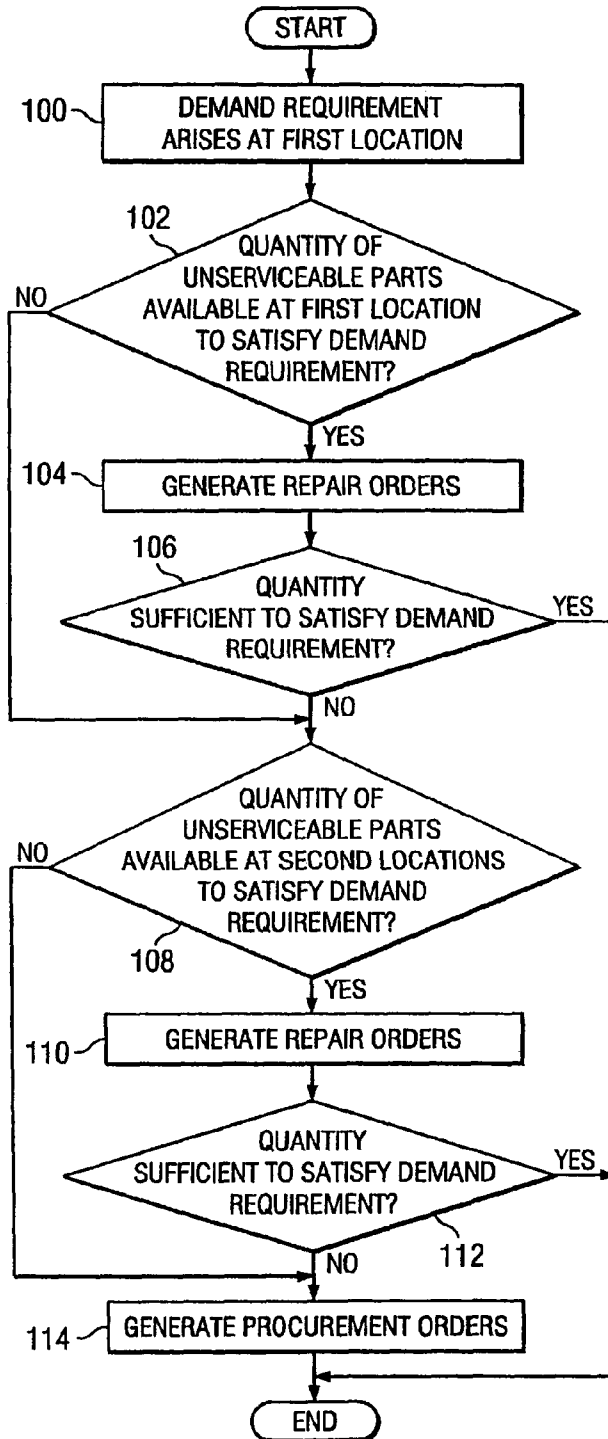 START
100
DEMAND REQUIREMENT
ARISES AT FIRST LOCATION
102
QUANTITY OF
UNSERVICEABLE PARTS
AVAILABLE AT FIRST LOCATION
TO SATISFY DEMAND
REQUIREMENT?
NO
YES
104
GENERATE REPAIR ORDERS
106
QUANTITY
SUFFICIENT TO SATISFY DEMAND
REQUIREMENT?
YES
NO
QUANTITY OF
UNSERVICEABLE PARTS
AVAILABLE AT SECOND LOCATIONS
TO SATISFY DEMAND
REQUIREMENT?
NO
108
YES
110
GENERATE REPAIR ORDERS
QUANTITY
SUFFICIENT TO SATISFY DEMAND
REQUIREMENT?
YES
112
NO
114
GENERATE PROCUREMENT ORDERS
END